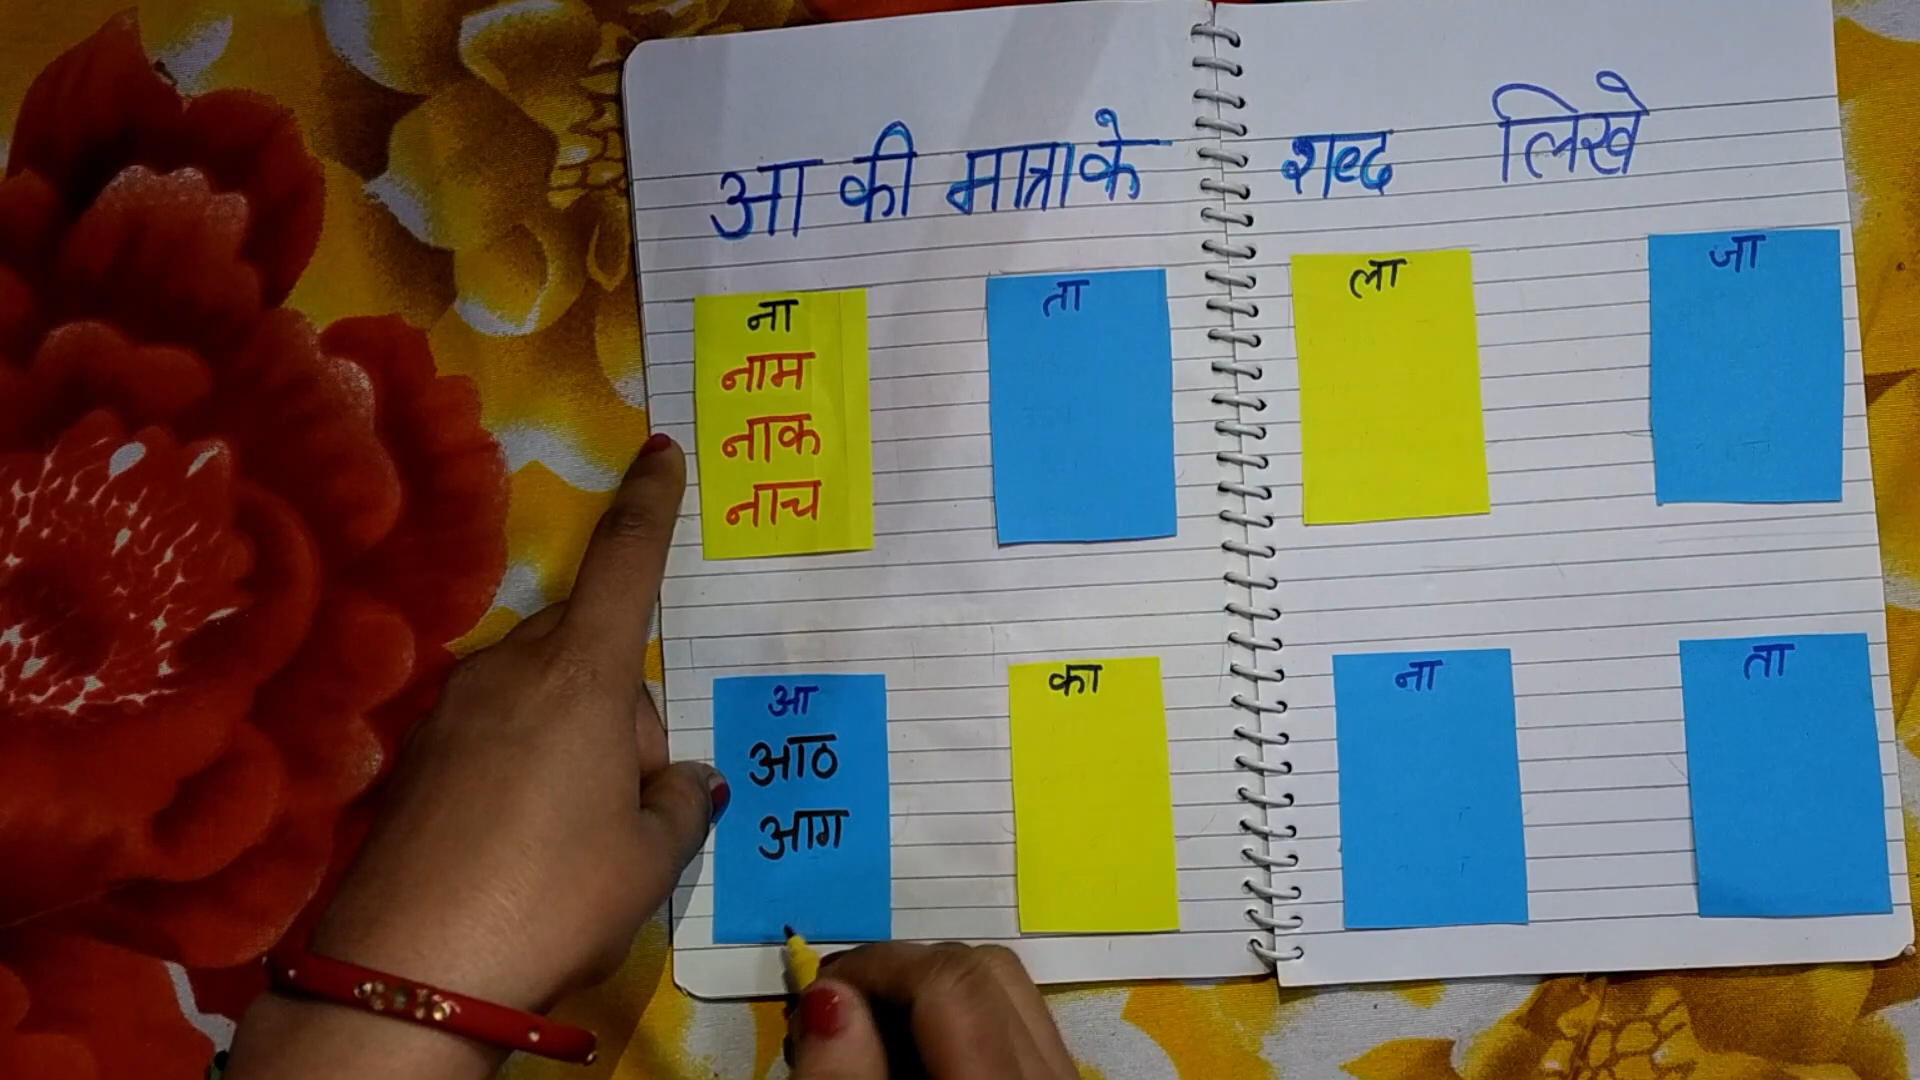 आ की मात्रा के शब्द लिखे
ना
नाम
नाक
नाच
ता
ला
जा
आ
आठ
आग
का
ना
ता